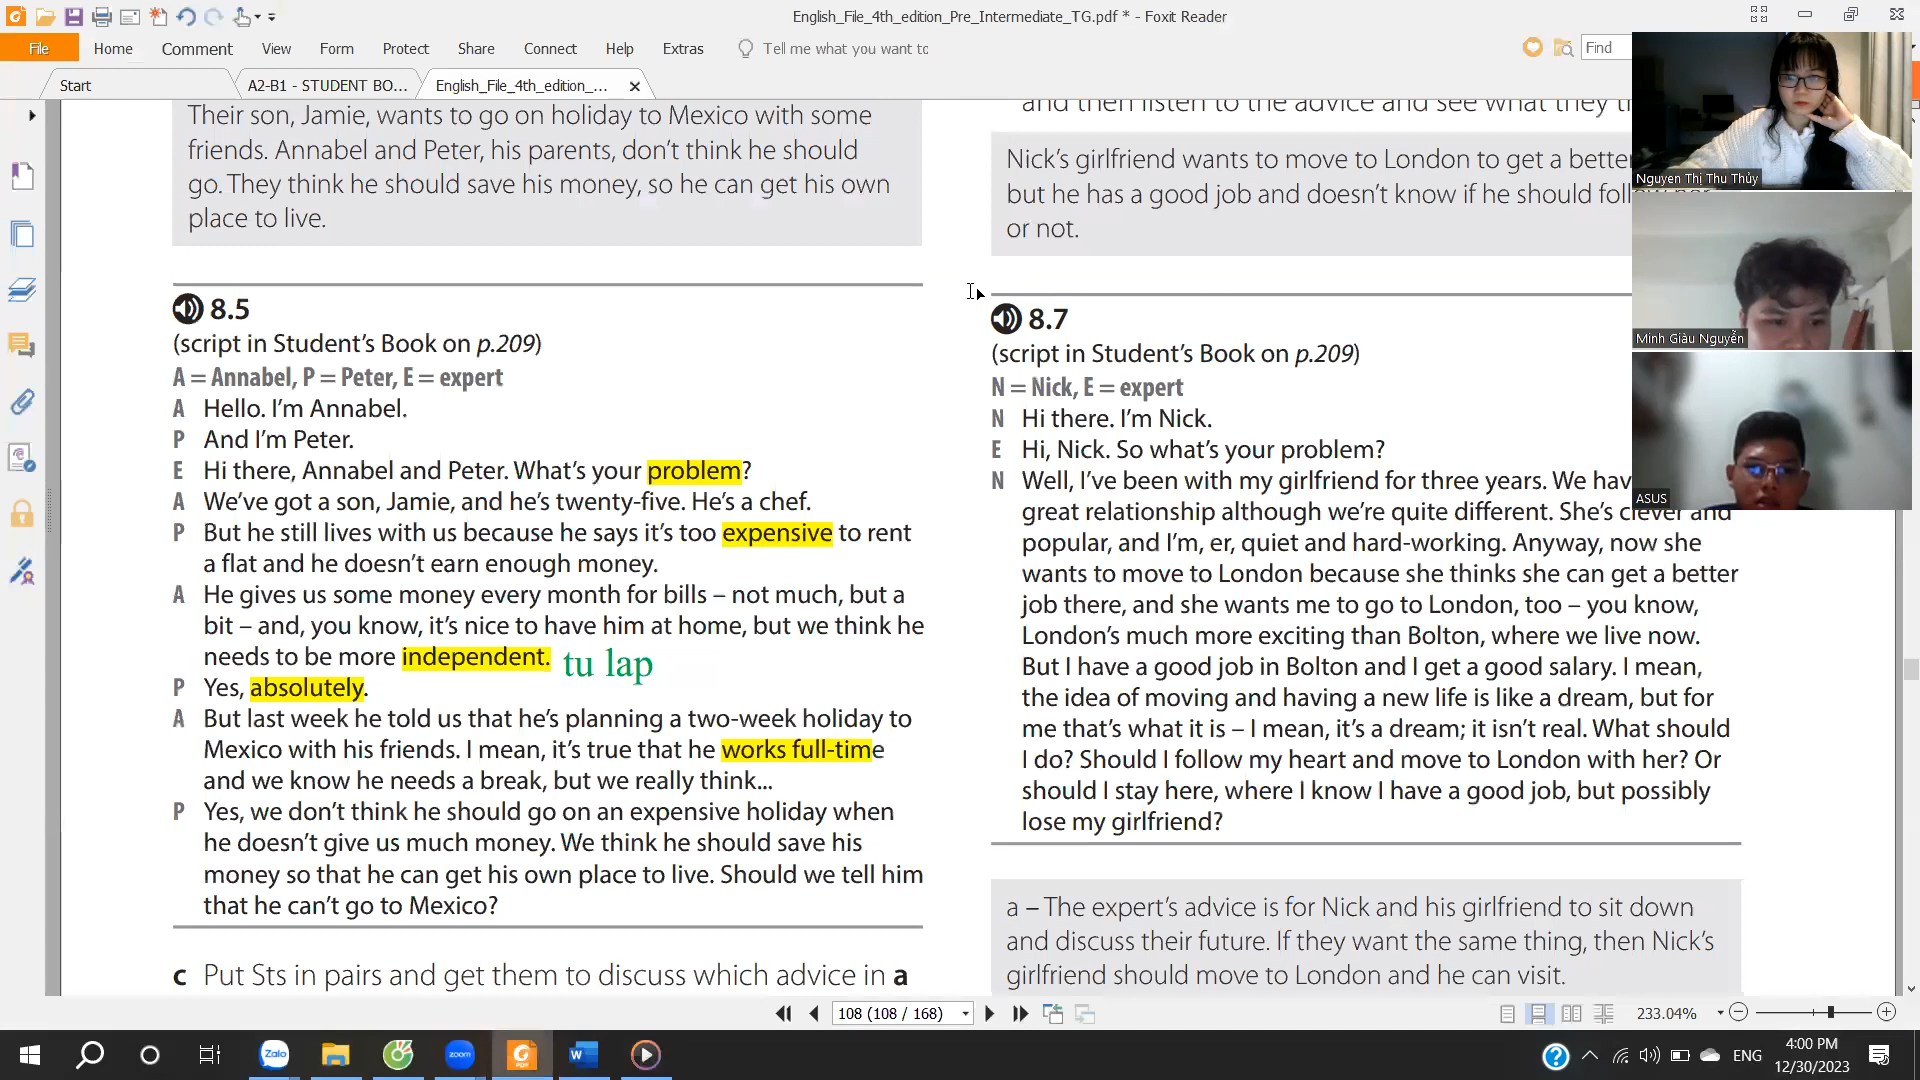 English_File_4th_edition_Pre_Intermediate_TG.pdf * - Foxit Reader
File Home Comment View Form Protect Share Connect Help Extras Tell me what you want to Find
Start A2-B1 - STUDENT BO... English_File_4th_edition_...
Their son, Jamie, wants to go on holiday to Mexico with some
friends. Annabel and Peter, his parents, don't think he should
go. They think he should save his money, so he can get his own
place to live.
8.5
(script in Student's Book on p.209)
A = Annabel, P = Peter, E = expert
A Hello. I'm Annabel.
P And I'm Peter.
E Hi there, Annabel and Peter. What's your problem?
A We've got a son, Jamie, and he's twenty-five. He's a chef.
P But he still lives with us because he says it's too expensive to rent
a flat and he doesn't earn enough money.
A He gives us some money every month for bills – not much, but a
bit – and, you know, it's nice to have him at home, but we think he
needs to be more independent. tu lap
P Yes, absolutely.
A But last week he told us that he's planning a two-week holiday to
Mexico with his friends. I mean, it's true that he works full-time
and we know he needs a break, but we really think...
P Yes, we don't think he should go on an expensive holiday when
he doesn't give us much money. We think he should save his
money so that he can get his own place to live. Should we tell him
that he can't go to Mexico?
c Put Sts in pairs and get them to discuss which advice in a
and then listen to the advice and see what they
Nick's girlfriend wants to move to London to get a better
but he has a good job and doesn't know if he should
or not.
8.7
(script in Student's Book on p.209)
N = Nick, E = expert
N Hi there. I'm Nick.
E Hi, Nick. So what's your problem?
N Well, I've been with my girlfriend for three years. We
great relationship although we're quite different. She's clever and
popular, and I'm, er, quiet and hard-working. Anyway, now she
wants to move to London because she thinks she can get a better
job there, and she wants me to go to London, too – you know,
London's much more exciting than Bolton, where we live now.
But I have a good job in Bolton and I get a good salary. I mean,
the idea of moving and having a new life is like a dream, but for
me that's what it is – I mean, it's a dream; it isn't real. What should
I do? Should I follow my heart and move to London with her? Or
should I stay here, where I know I have a good job, but possibly
lose my girlfriend?
a – The expert's advice is for Nick and his girlfriend to sit down
and discuss their future. If they want the same thing, then Nick's
girlfriend should move to London and he can visit.
Nguyen Thị Thu Thủy
Minh Giàu Nguyễn
ASUS
108 (108 / 168) 233.04%
Zalo zoom PDF W ENG
4:00 PM
12/30/2023